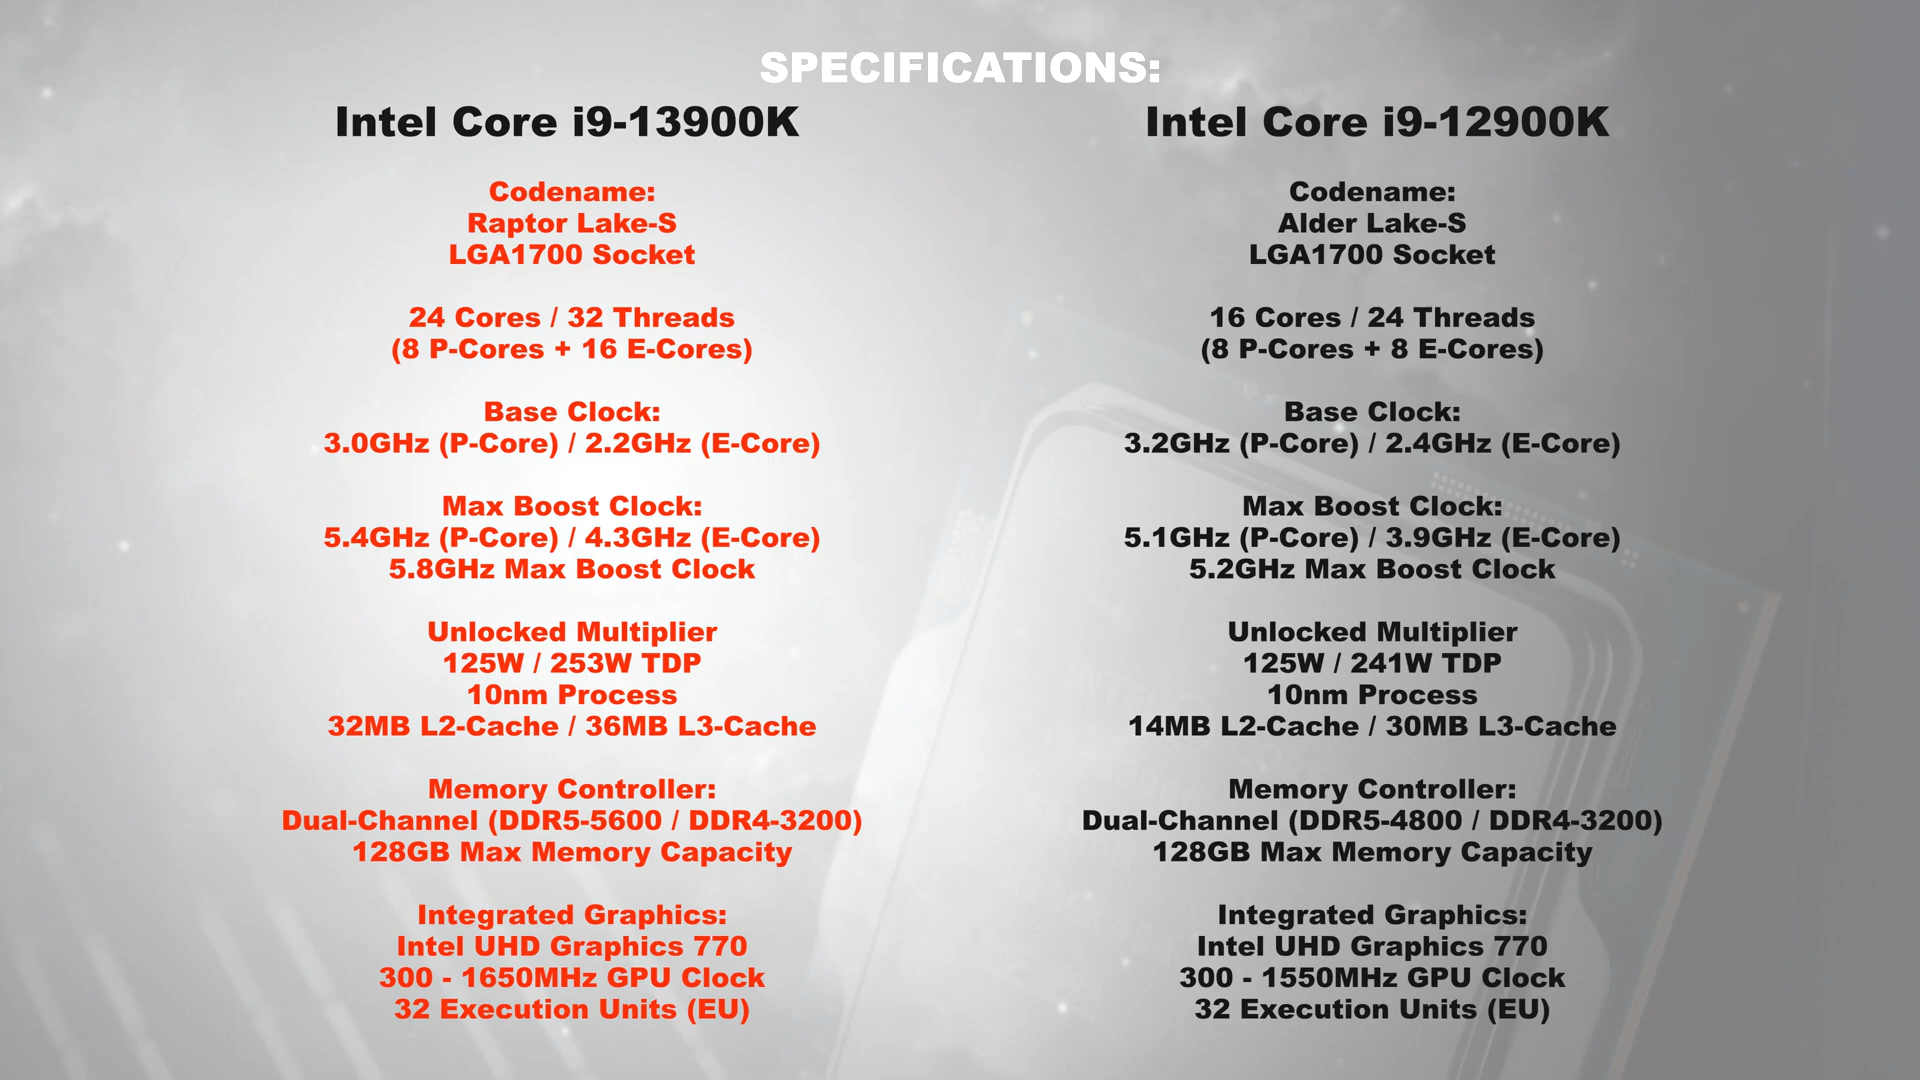 SPECIFICATIONS:
Intel Core i9-13900K
Codename:
Raptor Lake-S
LGA1700 Socket
24 Cores / 32 Threads
(8 P-Cores + 16 E-Cores)
Base Clock:
3.0GHz (P-Core) / 2.2GHz (E-Core)
Max Boost Clock:
5.4GHz (P-Core) / 4.3GHz (E-Core)
5.8GHz Max Boost Clock
Unlocked Multiplier
125W / 253W TDP
10nm Process
32MB L2-Cache / 36MB L3-Cache
Memory Controller:
Dual-Channel (DDR5-5600 / DDR4-3200)
128GB Max Memory Capacity
Integrated Graphics:
Intel UHD Graphics 770
300 - 1650MHz GPU Clock
32 Execution Units (EU)
Intel Core i9-12900K
Codename:
Alder Lake-S
LGA1700 Socket
16 Cores / 24 Threads
(8 P-Cores + 8 E-Cores)
Base Clock:
3.2GHz (P-Core) / 2.4GHz (E-Core)
Max Boost Clock:
5.1GHz (P-Core) / 3.9GHz (E-Core)
5.2GHz Max Boost Clock
Unlocked Multiplier
125W / 241W TDP
10nm Process
14MB L2-Cache / 30MB L3-Cache
Memory Controller:
Dual-Channel (DDR5-4800 / DDR4-3200)
128GB Max Memory Capacity
Integrated Graphics:
Intel UHD Graphics 770
300 - 1550MHz GPU Clock
32 Execution Units (EU)